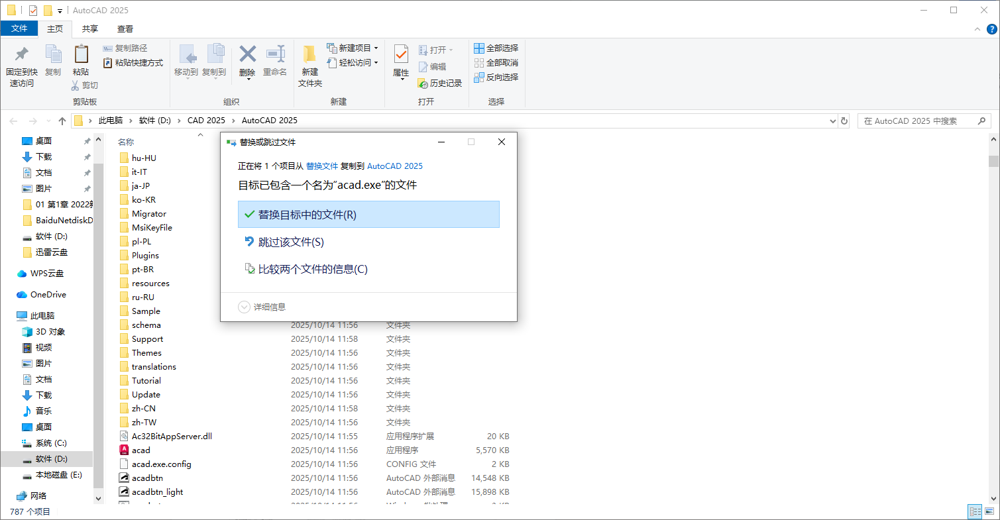 AutoCAD 2025
文件
主页
共享
查看
固定到快
速访问
复制
粘贴
复制路径
粘贴快捷方式
剪切
剪贴板
移动到
复制到
删除
重命名
组织
新建
文件夹
新建项目
轻松访问
新建
属性
打开
编辑
历史记录
打开
全部选择
全部取消
反向选择
选择
此电脑 › 软件 (D:) › CAD 2025 › AutoCAD 2025
在 AutoCAD 2025 中搜索
桌面
下载
文档
图片
01 第1章 2022
BaiduNetdiskD
软件 (D:)
迅雷云盘
WPS云盘
OneDrive
此电脑
3D 对象
视频
图片
文档
下载
音乐
桌面
系统 (C:)
软件 (D:)
本地磁盘 (E:)
网络
名称
hu-HU
it-IT
ja-JP
ko-KR
Migrator
MsiKeyFile
pl-PL
Plugins
pt-BR
resources
ru-RU
Sample
schema 2025/10/14 11:56 文件夹
Support 2025/10/14 11:58 文件夹
Themes 2025/10/14 11:56 文件夹
translations 2025/10/14 11:56 文件夹
Tutorial 2025/10/14 11:56 文件夹
Update 2025/10/14 11:56 文件夹
zh-CN 2025/10/14 11:58 文件夹
zh-TW 2025/10/14 11:56 文件夹
Ac32BitAppServer.dll 2025/10/14 11:55 应用程序扩展 20 KB
acad 2025/10/14 11:56 应用程序 5,570 KB
acad.exe.config 2025/10/14 11:56 CONFIG 文件 2 KB
acadbtn 2025/10/14 11:56 AutoCAD 外部消息 14,548 KB
acadbtn_light 2025/10/14 11:56 AutoCAD 外部消息 15,898 KB
替换或跳过文件
正在将 1 个项目从 替换文件 复制到 AutoCAD 2025
目标已包含一个名为“acad.exe”的文件
替换目标中的文件(R)
跳过该文件(S)
比较两个文件的信息(C)
详细信息
787 个项目